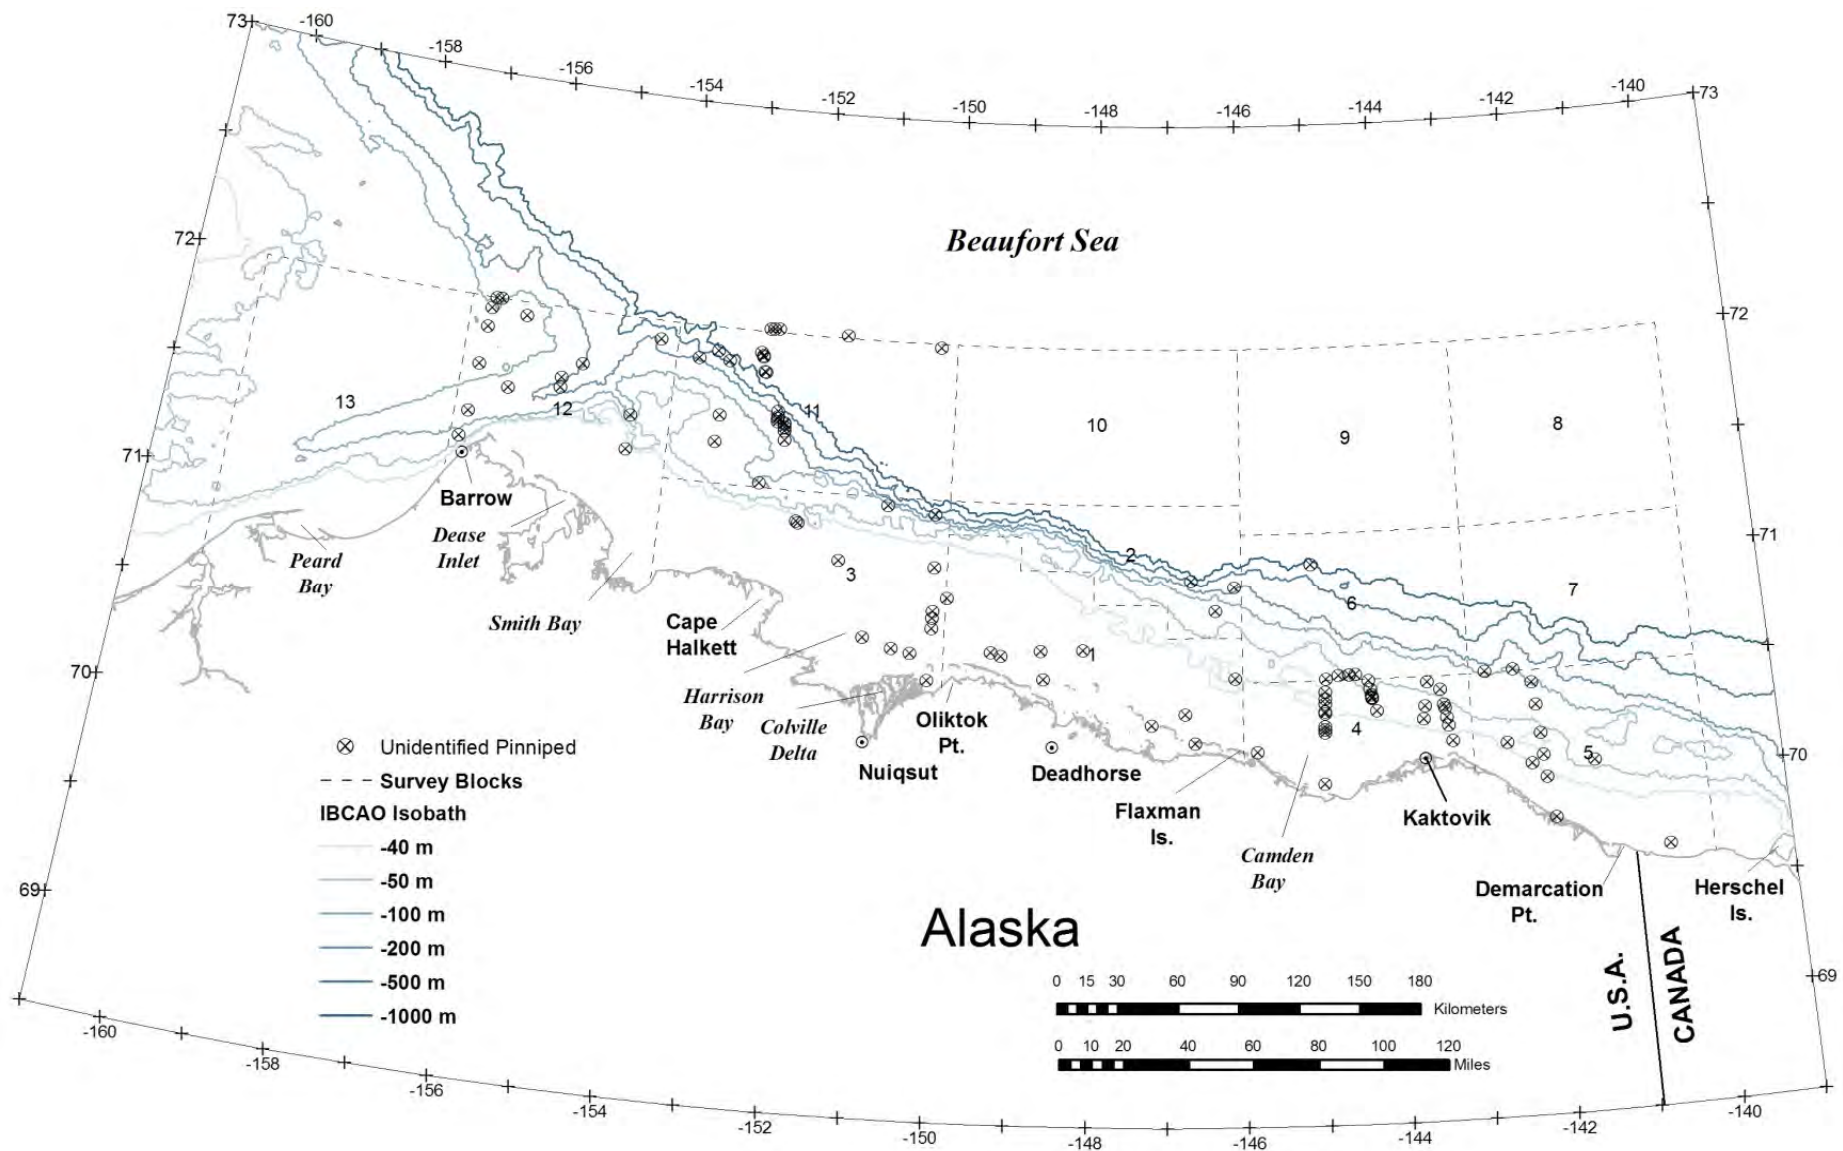 73
-160
-158
-156
-154
-152
-150
-148
-146
-144
-142
-140
73
72
Beaufort Sea
72
13
12
11
10
9
8
71
71
Barrow
Dease
Inlet
Peard
Bay
Smith Bay
Cape
Halkett
3
2
1
6
7
70
Harrison
Bay
Colville
Delta
Oliktok
Pt.
Nuiqsut
Deadhorse
4
5
70
Flaxman
Is.
Camden
Bay
Kaktovik
Demarcation
Pt.
Herschel
Is.
Unidentified Pinniped
Survey Blocks
IBCAO Isobath
-40 m
-50 m
-100 m
-200 m
-500 m
-1000 m
69
Alaska
U.S.A.
CANADA
69
0 15 30 60 90 120 150 180
Kilometers
0 10 20 40 60 80 100 120
Miles
-160
-158
-156
-154
-152
-150
-148
-146
-144
-142
-140